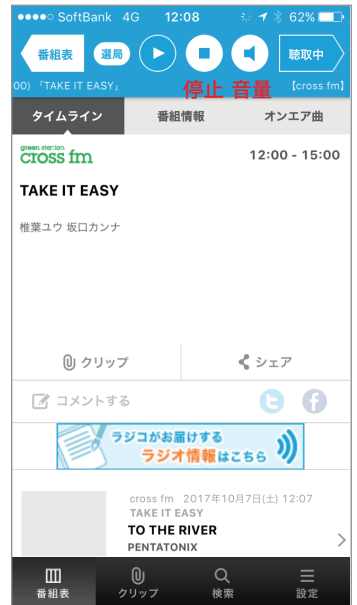 SoftBank 4G 12:08 62%
番組表 選局 聴取中
停止 音量
00) 「TAKE IT EASY」 【cross fm】
タイムライン 番組情報 オンエア曲
green station
cross fm 12:00 - 15:00
TAKE IT EASY
椎葉ユウ 坂口カンナ
クリップ シェア
コメントする
ラジコがお届けする
ラジオ情報はこちら
cross fm 2017年10月7日(土) 12:07
TAKE IT EASY
TO THE RIVER
PENTATONIX
番組表 クリップ 検索 設定